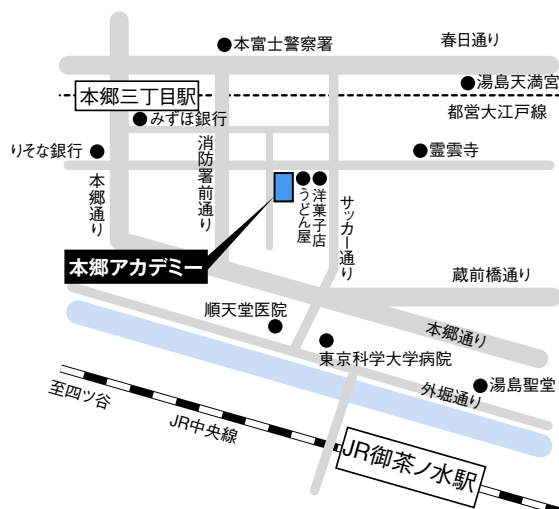 本富士警察署
春日通り
湯島天満宮
本郷三丁目駅
都営大江戸線
みずほ銀行
りそな銀行
消防署前通り
霊雲寺
本郷通り
うどん屋
洋菓子店
サッカー通り
本郷アカデミー
蔵前橋通り
順天堂医院
本郷通り
東京科学大学病院
湯島聖堂
外堀通り
至四ツ谷
JR中央線
JR御茶ノ水駅